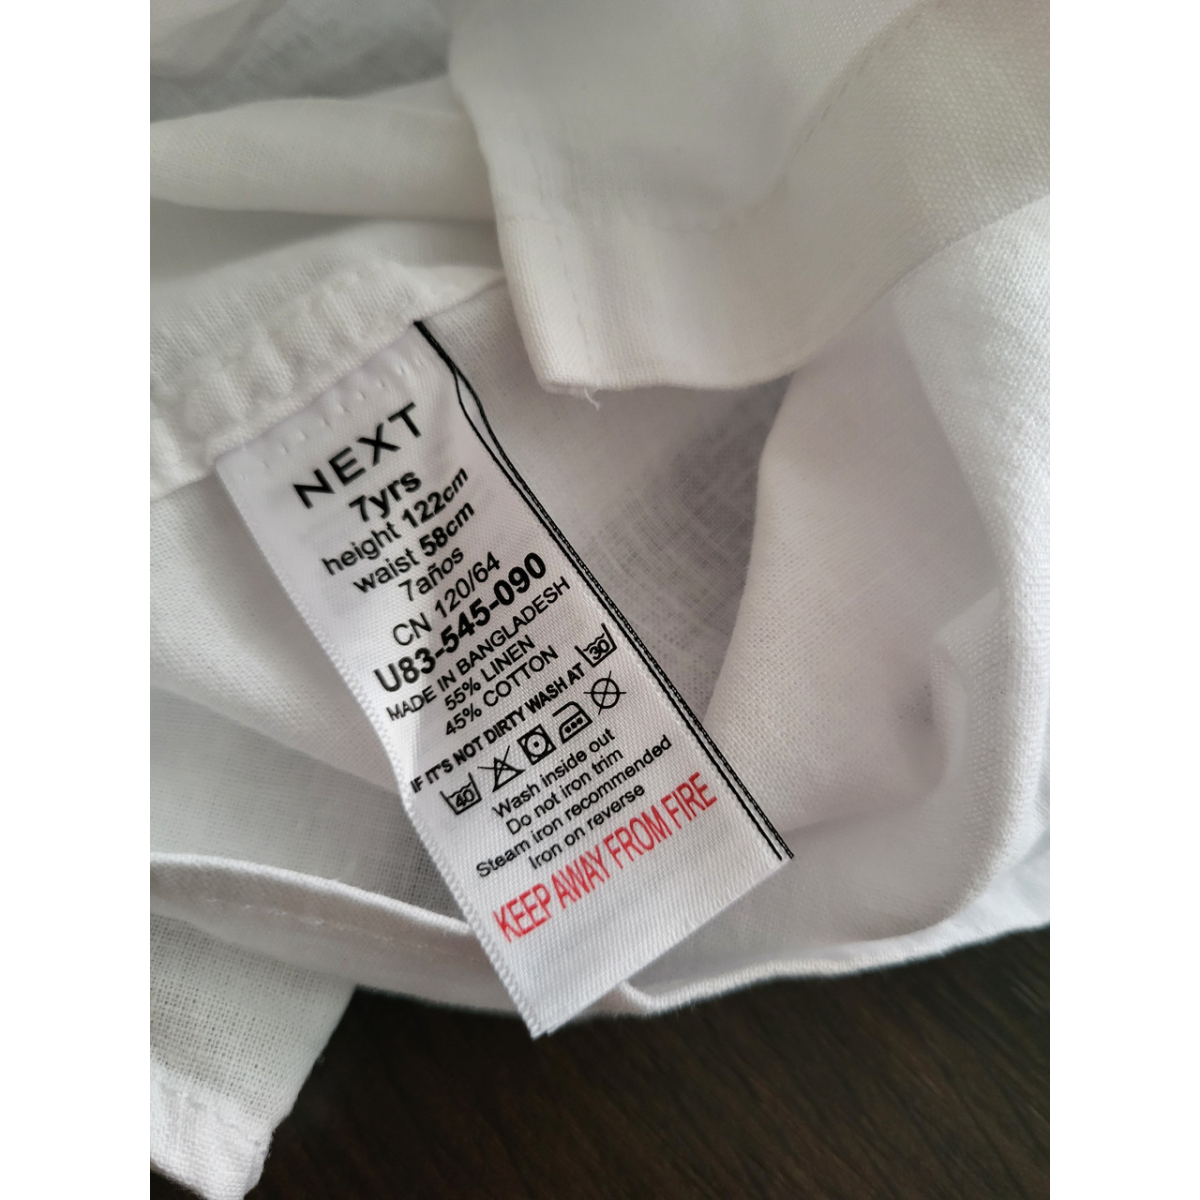 NEXT
7yrs
height 122cm
waist 58cm
7años
CN 120/64
U83-545-090
MADE IN BANGLADESH
55% LINEN
45% COTTON
IF IT'S NOT DIRTY WASH AT 30
40
Wash inside out
Do not iron trim
Steam iron recommended
Iron on reverse
KEEP AWAY FROM FIRE